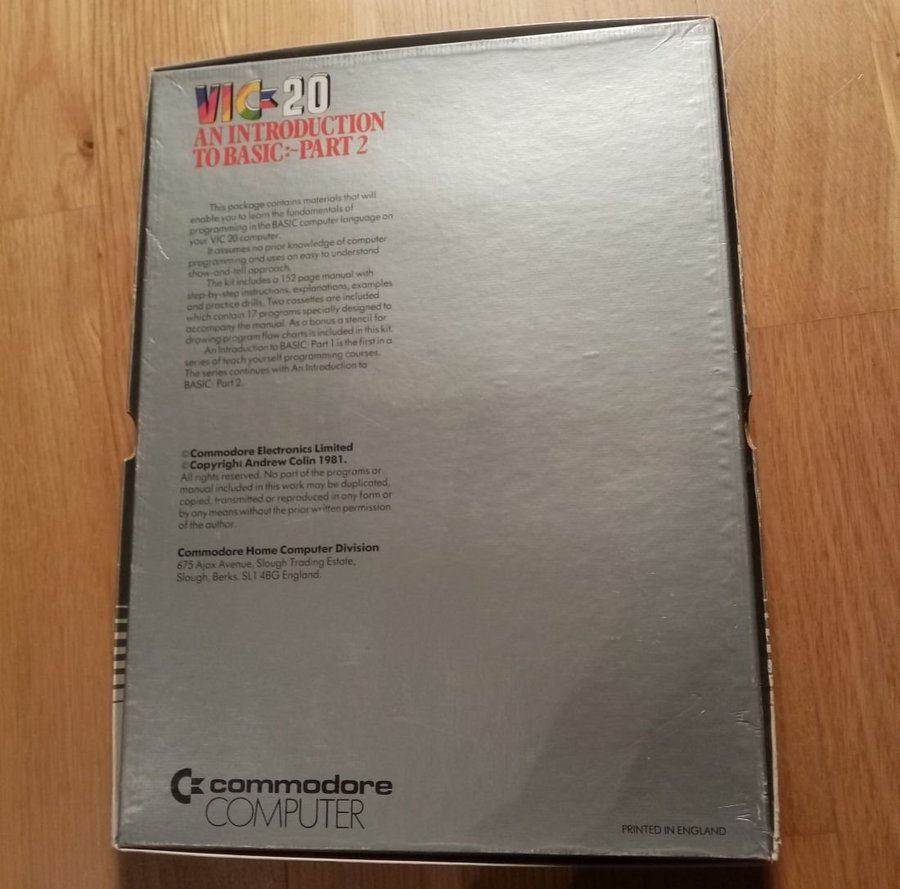 VIC 20
AN INTRODUCTION
TO BASIC:~PART 2
This package contains materials that will
enable you to learn the fundamentals of
programming in the BASIC computer language on
your VIC 20 computer.
It assumes no prior knowledge of computer
programming and uses an easy to understand
show-and-tell approach.
The kit includes a 152 page manual with
step-by-step instructions, explanations, examples
and practice drills. Two cassettes are included
which contain 17 programs specially designed to
accompany the manual. As a bonus a stencil for
drawing program flow charts is included in this kit.
An Introduction to BASIC: Part 1 is the first in a
series of teach yourself programming courses.
The series continues with An Introduction to
BASIC: Part 2.
©Commodore Electronics Limited
©Copyright Andrew Colin 1981.
All rights reserved. No part of the programs or
manual included in this work may be duplicated,
copied, transmitted or reproduced in any form or
by any means without the prior written permission
of the author.
Commodore Home Computer Division
675 Ajax Avenue, Slough Trading Estate,
Slough, Berks. SL1 4BG England.
commodore
COMPUTER
PRINTED IN ENGLAND